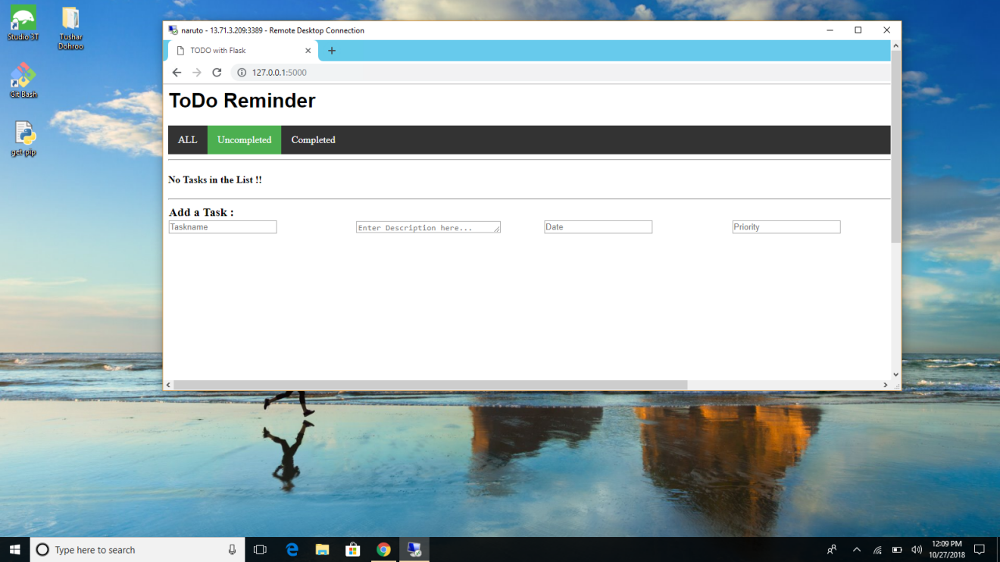 Studio 3T
Tushar
Dohroo
Git Bash
get-pip
naruto - 13.71.3.209:3389 - Remote Desktop Connection
TODO with Flask
127.0.0.1:5000
ToDo Reminder
ALL Uncompleted Completed
No Tasks in the List !!
Add a Task :
Taskname Enter Description here... Date Priority
Type here to search
12:09 PM
10/27/2018